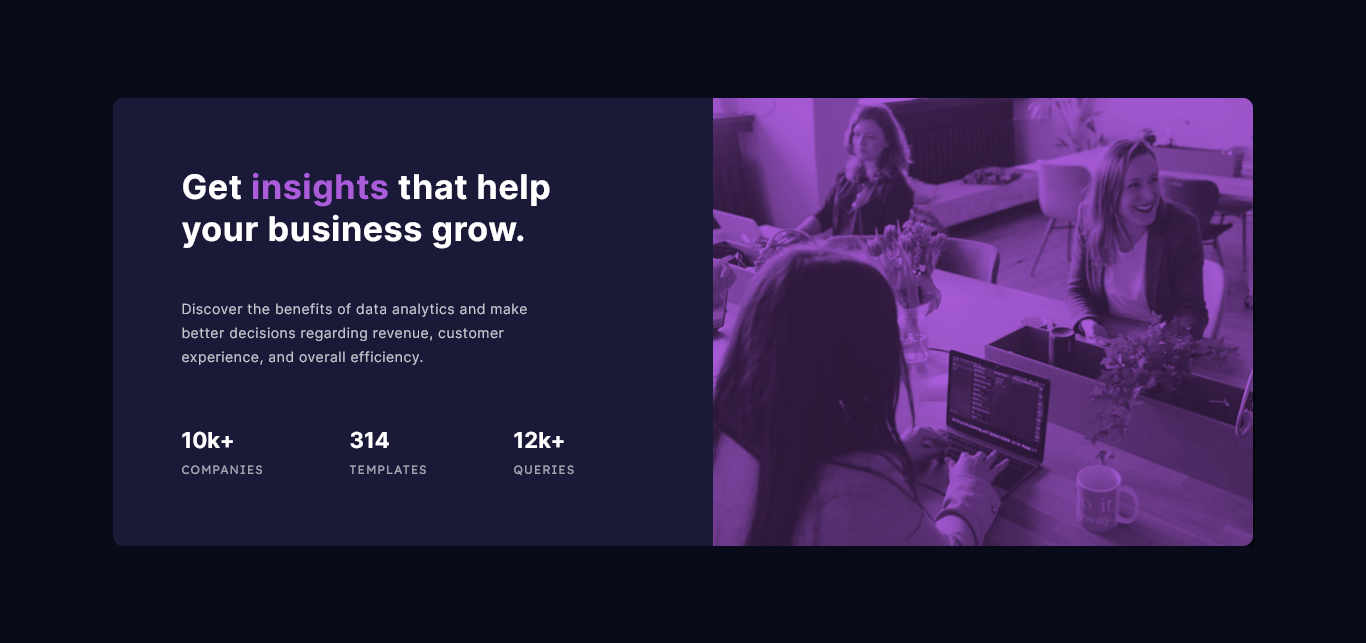 Get insights that help
your business grow.
Discover the benefits of data analytics and make
better decisions regarding revenue, customer
experience, and overall efficiency.
10k+ 314 12k+
COMPANIES TEMPLATES QUERIES